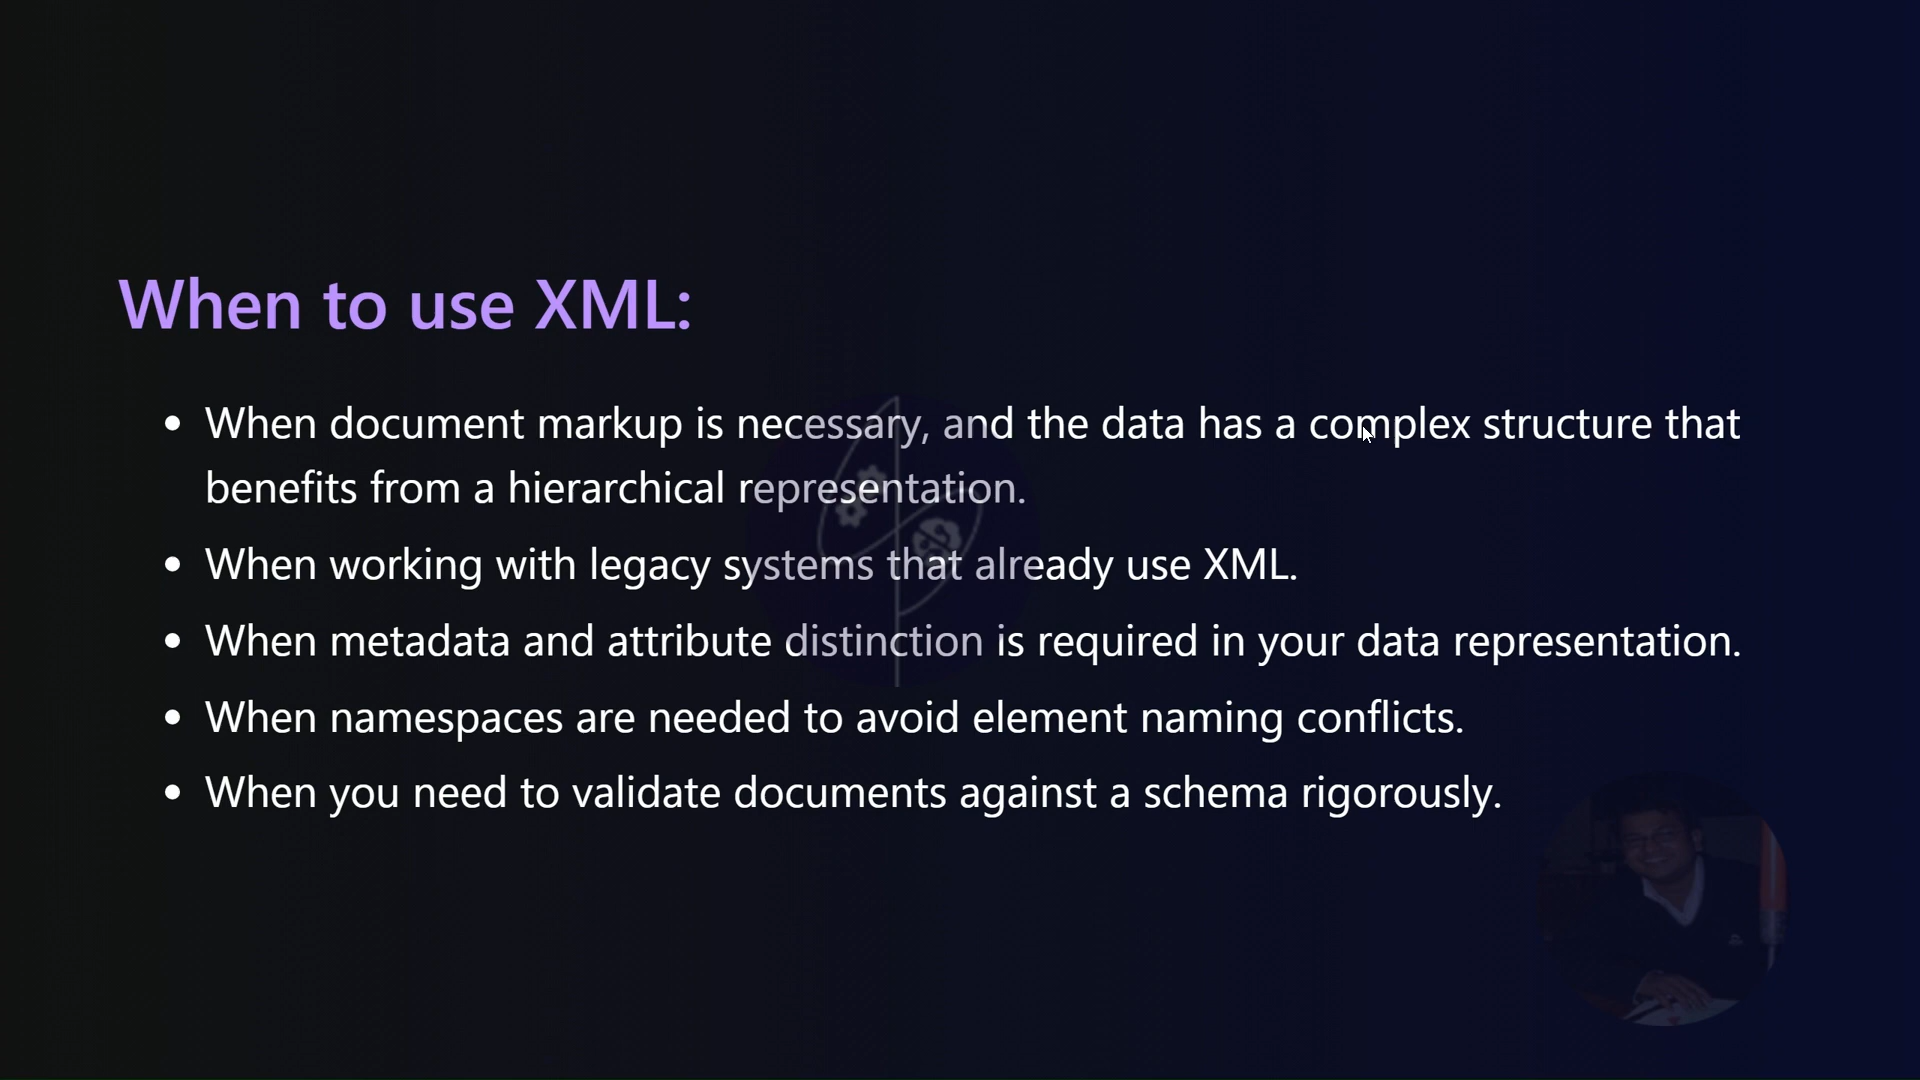 When to use XML:
• When document markup is necessary, and the data has a complex structure that
benefits from a hierarchical representation.
• When working with legacy systems that already use XML.
• When metadata and attribute distinction is required in your data representation.
• When namespaces are needed to avoid element naming conflicts.
• When you need to validate documents against a schema rigorously.